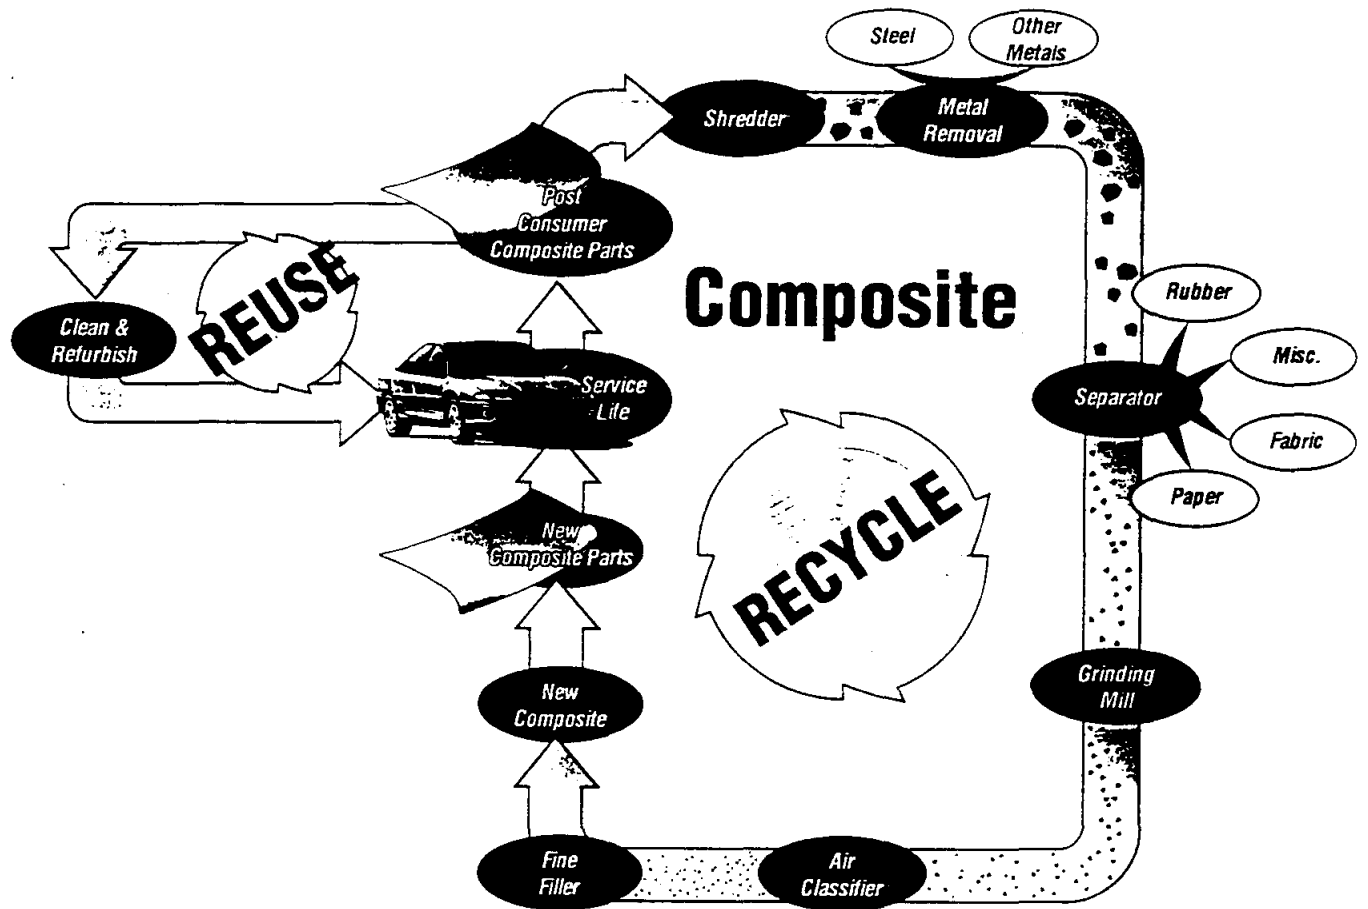 Steel
Other
Metals
Shredder
Metal
Removal
Post
Consumer
Composite Parts
REUSE
Clean &
Refurbish
Composite
Rubber
Misc.
Separator
Fabric
Paper
Service
Life
RECYCLE
New
Composite Parts
New
Composite
Grinding
Mill
Fine
Filler
Air
Classifier